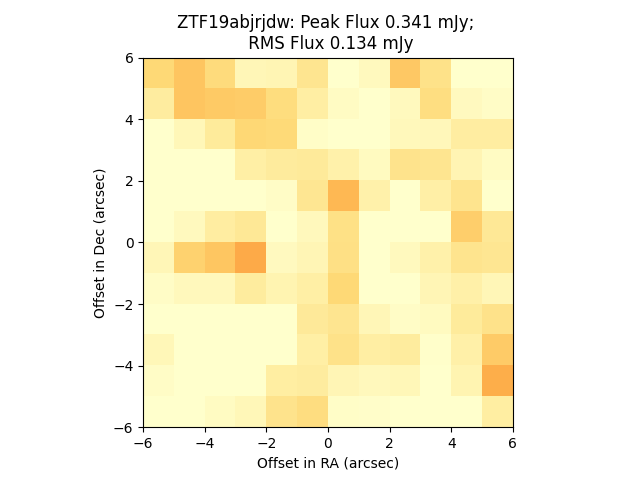 ZTF19abjrjdw: Peak Flux 0.341 mJy;
RMS Flux 0.134 mJy
6
4
2
0
−2
−4
−6
Offset in Dec (arcsec)
−6 −4 −2 0 2 4 6
Offset in RA (arcsec)